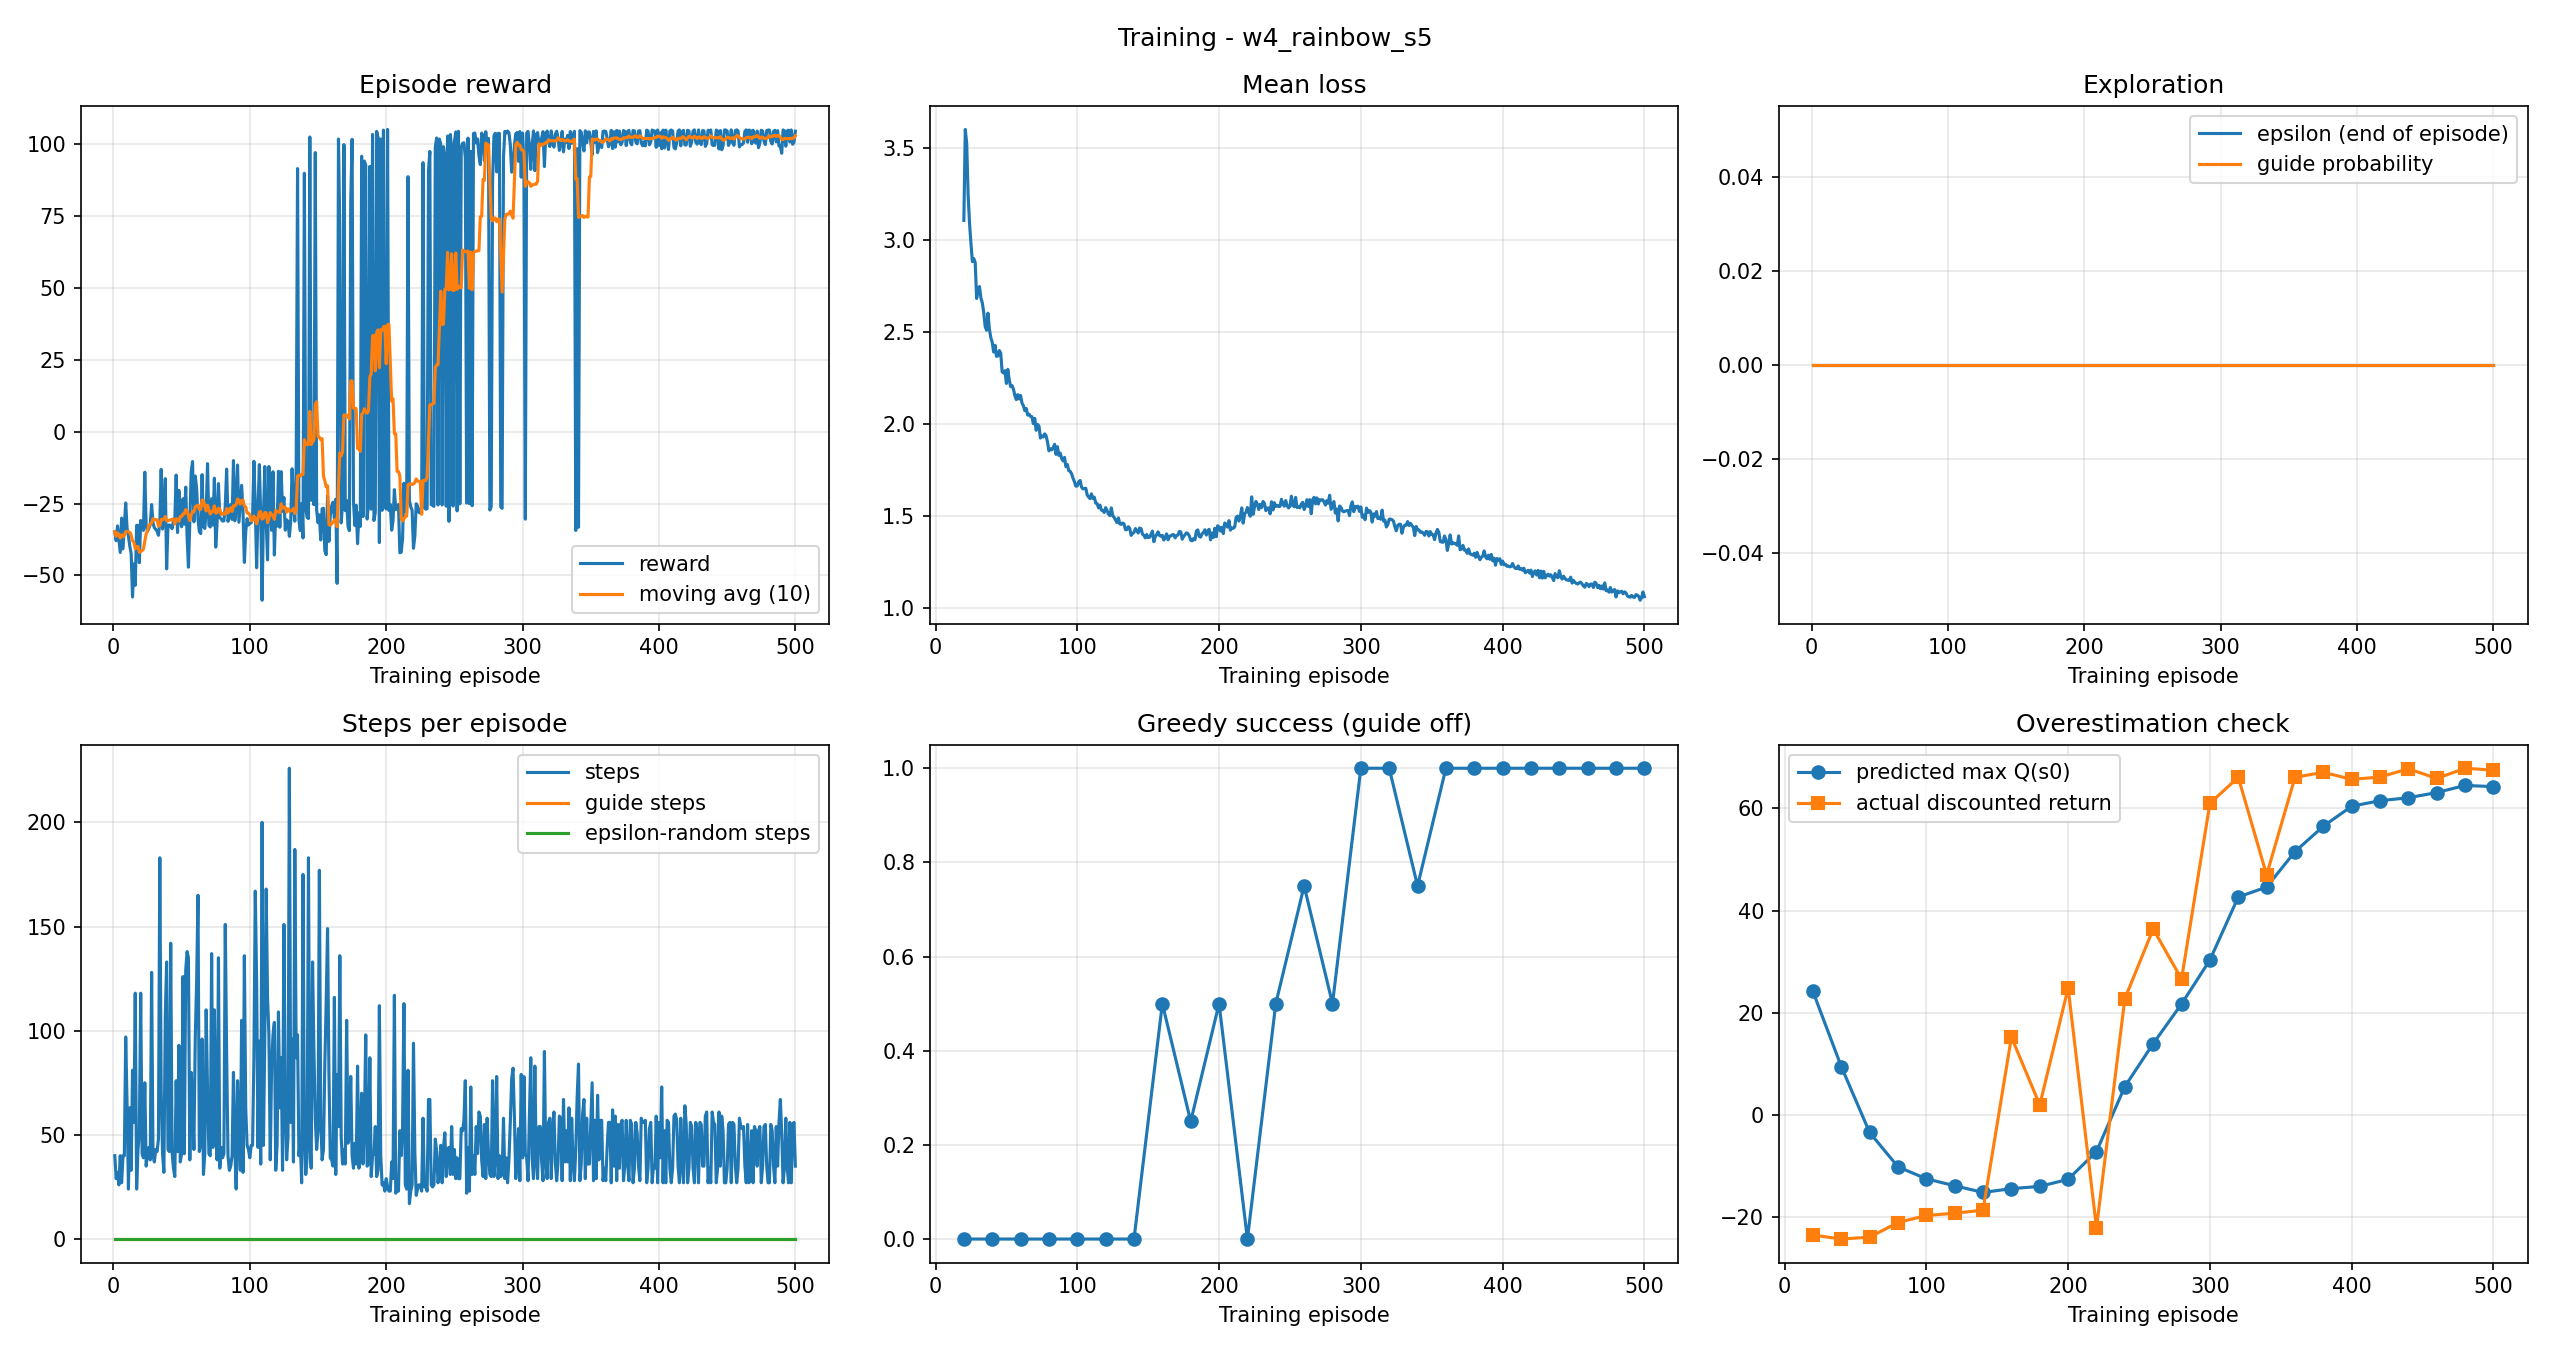 Training - w4_rainbow_s5
Episode reward
100
75
50
25
0
−25
−50
reward
moving avg (10)
0 100 200 300 400 500
Training episode
Mean loss
3.5
3.0
2.5
2.0
1.5
1.0
0 100 200 300 400 500
Training episode
Exploration
epsilon (end of episode)
guide probability
0.04
0.02
0.00
−0.02
−0.04
0 100 200 300 400 500
Training episode
Steps per episode
steps
guide steps
epsilon-random steps
200
150
100
50
0
0 100 200 300 400 500
Training episode
Greedy success (guide off)
1.0
0.8
0.6
0.4
0.2
0.0
0 100 200 300 400 500
Training episode
Overestimation check
predicted max Q(s0)
actual discounted return
60
40
20
0
−20
0 100 200 300 400 500
Training episode